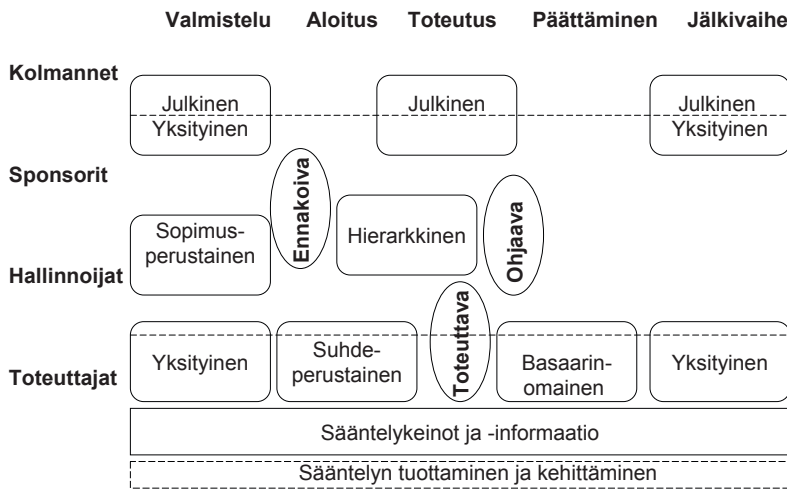 Valmistelu Aloitus Toteutus Päättäminen Jälkivaihe
Kolmannet
Julkinen
Yksityinen
Julkinen
Julkinen
Yksityinen
Sponsorit
Ennakoiva
Sopimus-
perustainen
Hierarkkinen
Ohjaava
Hallinnoijat
Toteuttava
Yksityinen
Suhde-
perustainen
Basaarin-
omainen
Yksityinen
Toteuttajat
Sääntelykeinot ja -informaatio
Sääntelyn tuottaminen ja kehittäminen